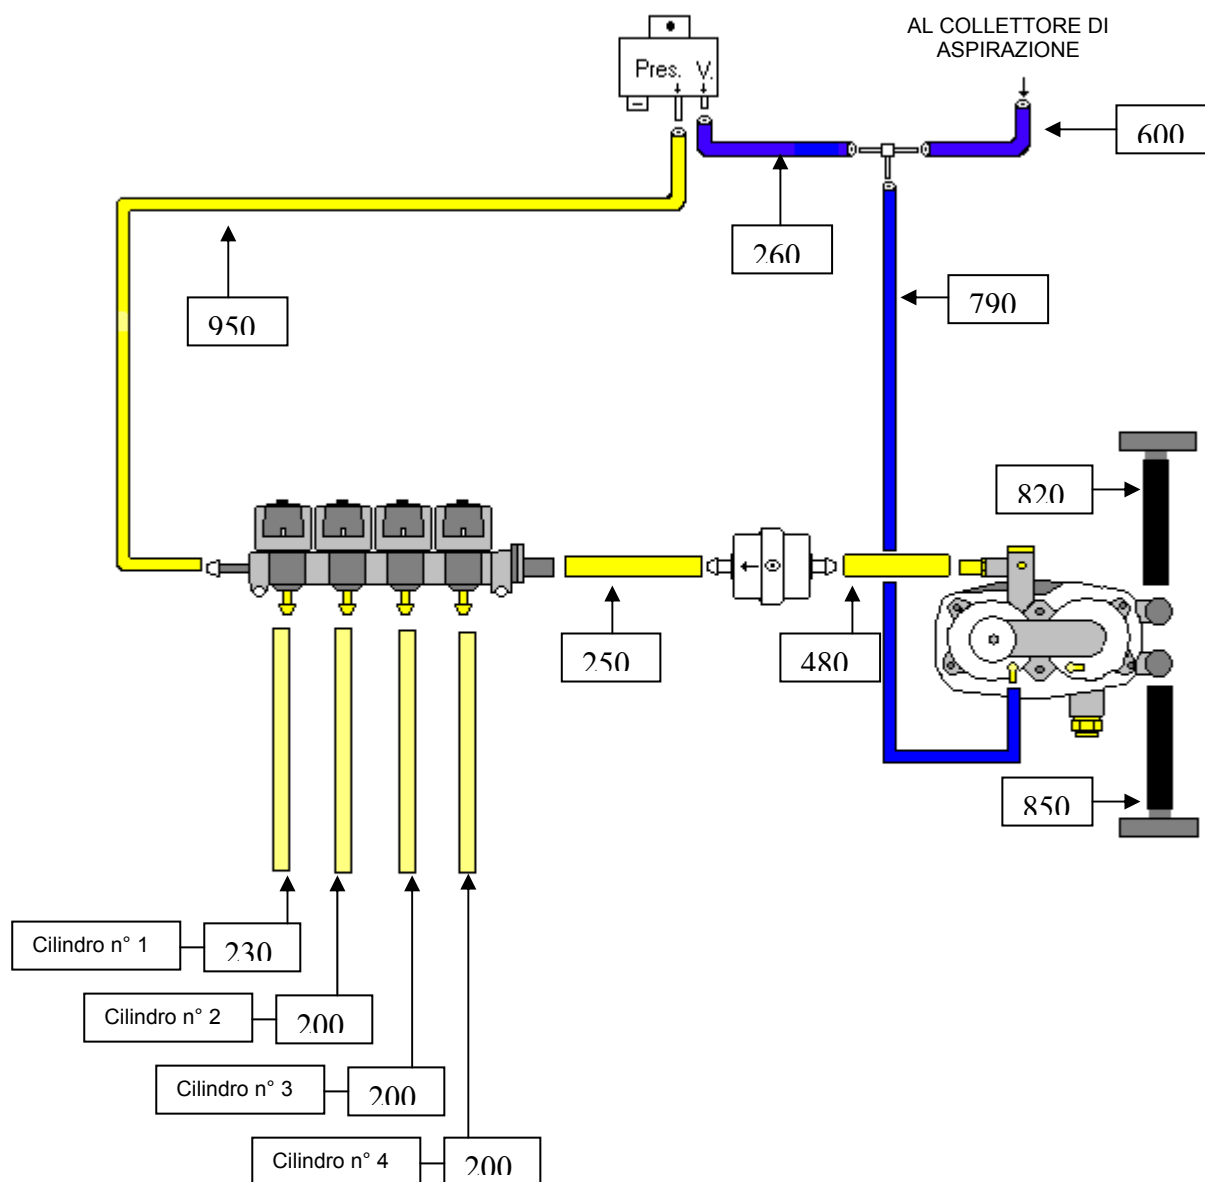 AL COLLETTORE DI
ASPIRAZIONE
Pres. V.
600
260
790
950
820
250
480
850
Cilindro n° 1
230
Cilindro n° 2
200
Cilindro n° 3
200
Cilindro n° 4
200